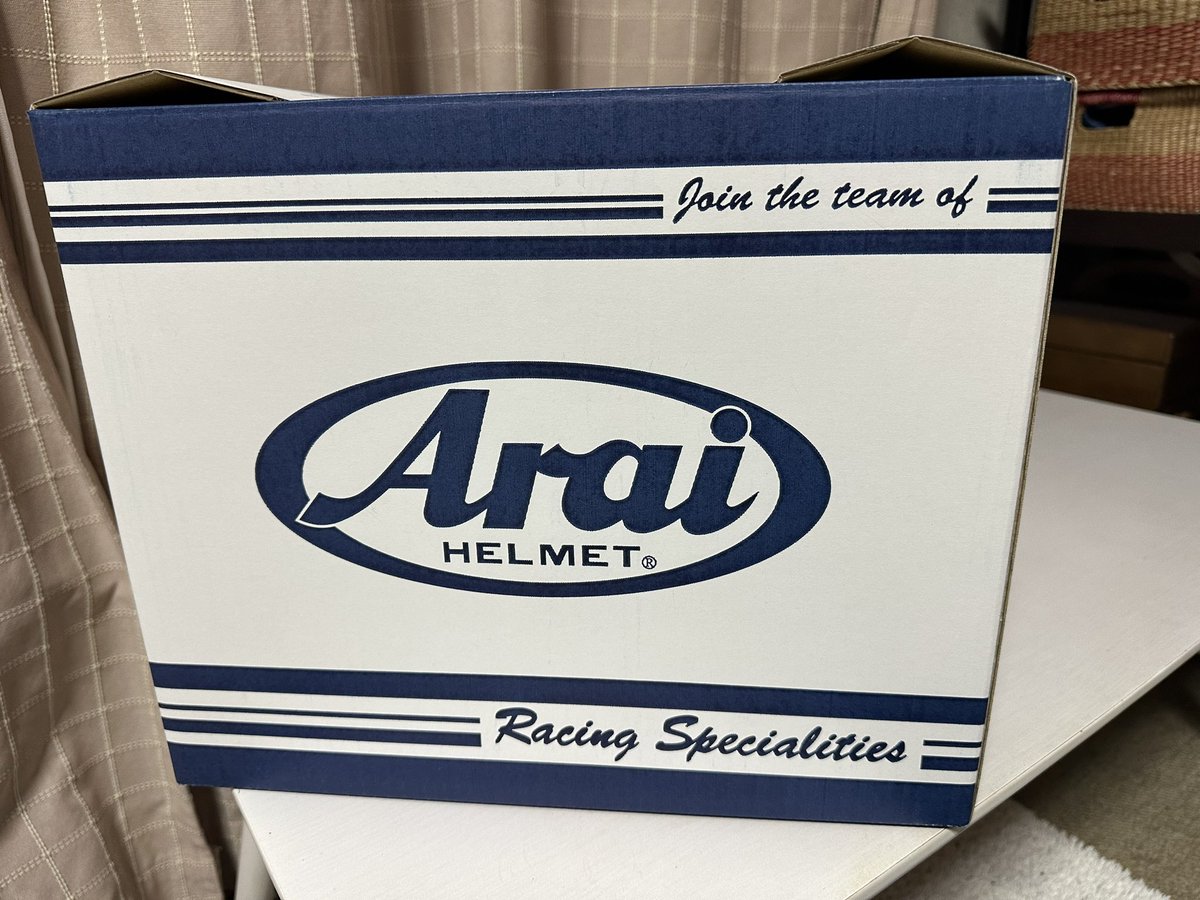 Join the team of
Arai
HELMET®
Racing Specialities